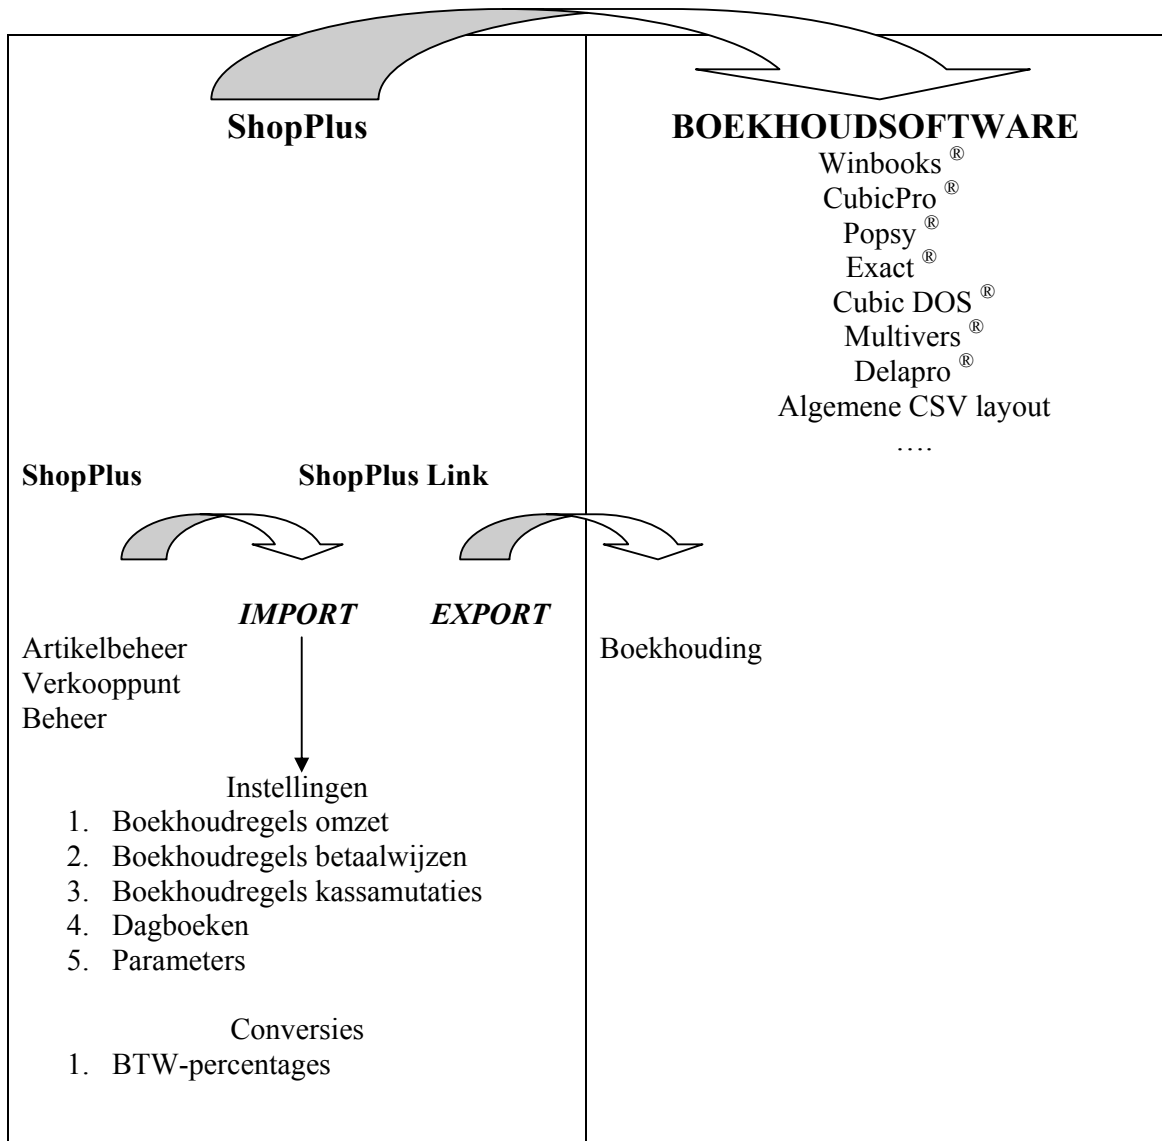 ShopPlus
BOEKHOUDSOFTWARE
Winbooks ®
CubicPro ®
Popsy ®
Exact ®
Cubic DOS ®
Multivers ®
Delapro ®
Algemene CSV layout
….
ShopPlus ShopPlus Link
IMPORT EXPORT
Artikelbeheer
Verkooppunt
Beheer
Boekhouding
Instellingen
1. Boekhoudregels omzet
2. Boekhoudregels betaalwijzen
3. Boekhoudregels kassamutaties
4. Dagboeken
5. Parameters
Conversies
1. BTW-percentages